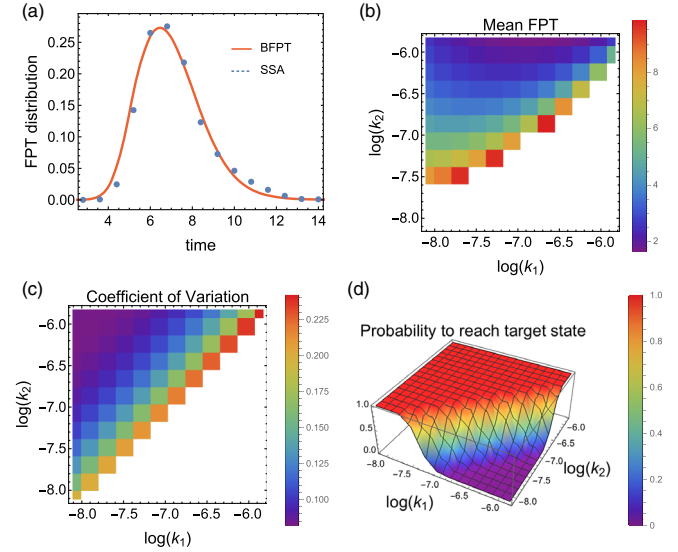 (a)
FPT distribution
0.25
0.20
0.15
0.10
0.05
0.00
BFPT
SSA
4 6 8 10 12 14
time
(b)
Mean FPT
log(k2)
-6.0
-6.5
-7.0
-7.5
-8.0
-8.0 -7.5 -7.0 -6.5 -6.0
log(k1)
8
6
4
2
(c)
Coefficient of Variation
log(k2)
-6.0
-6.5
-7.0
-7.5
-8.0
-8.0 -7.5 -7.0 -6.5 -6.0
log(k1)
0.225
0.200
0.175
0.150
0.125
0.100
(d)
Probability to reach target state
1.0
0.5
0.0
-8.0
-7.5
-7.0
-6.5
-6.0
log(k1)
-6.0
-6.5
-7.0
-7.5
-8.0
log(k2)
1.0
0.8
0.6
0.4
0.2
0